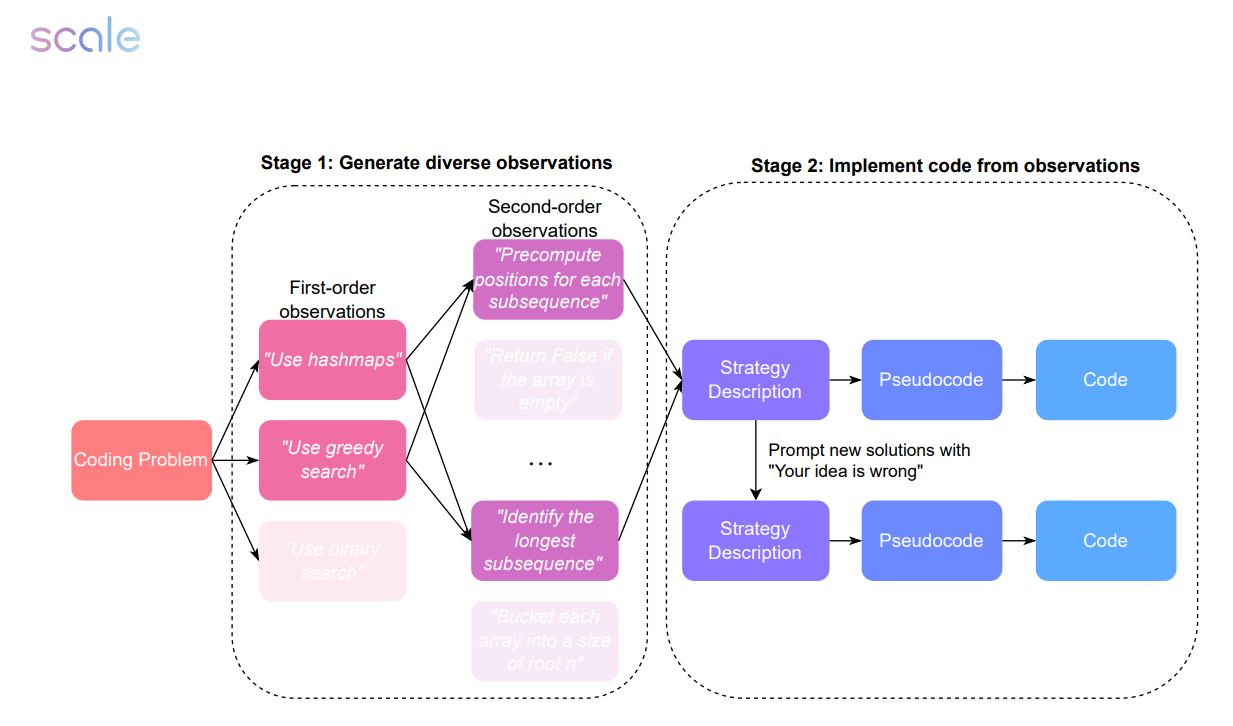 scale
Stage 1: Generate diverse observations
Second-order
observations
"Precompute
positions for each
subsequence"
First-order
observations
"Use hashmaps"
"Return False if
the array is
empty"
Coding Problem
"Use greedy
search"
...
"Identify the
longest
subsequence"
"Use binary
search"
"Bucket each
array into a size
of root n"
Stage 2: Implement code from observations
Strategy
Description
Pseudocode
Code
Prompt new solutions with
"Your idea is wrong"
Strategy
Description
Pseudocode
Code